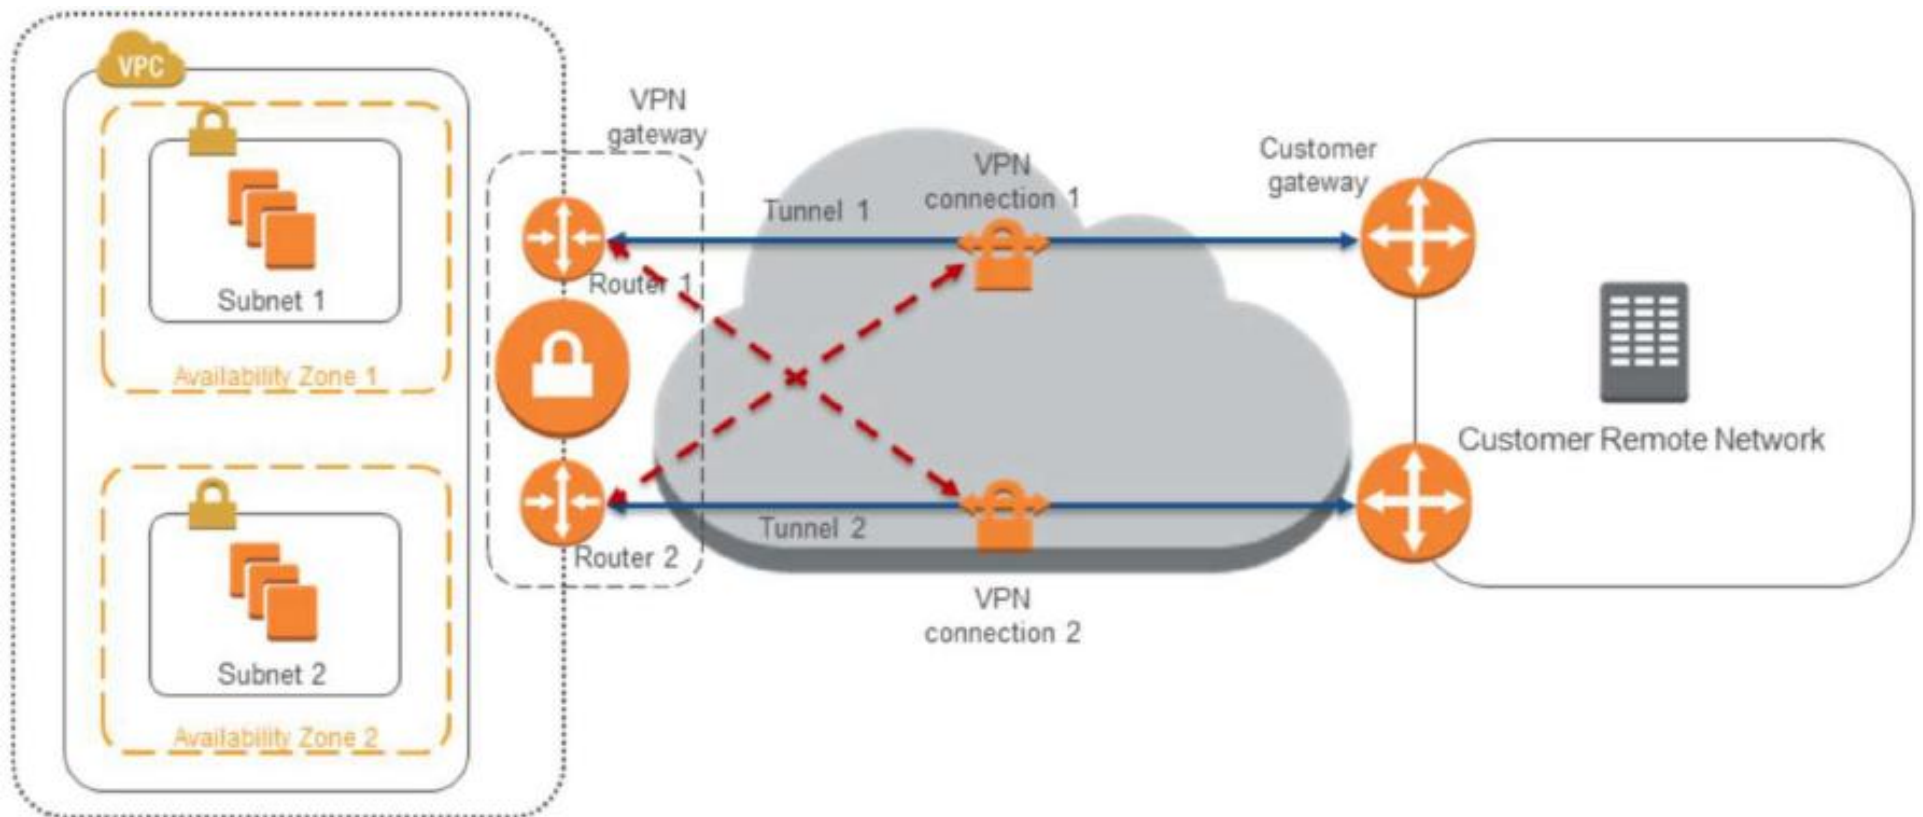 VPC
VPN
gateway
VPN
connection 1
Customer
gateway
Tunnel 1
Router 1
Subnet 1
Availability Zone 1
Customer Remote Network
Tunnel 2
Router 2
VPN
connection 2
Subnet 2
Availability Zone 2